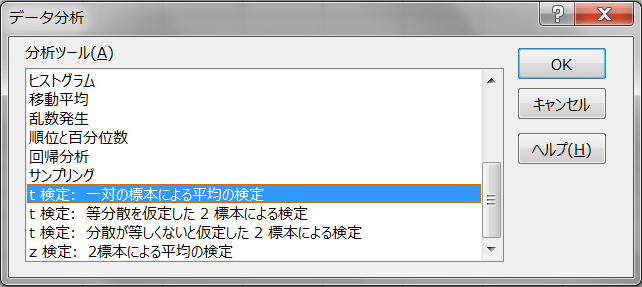 データ分析
分析ツール(A)
ヒストグラム
移動平均
乱数発生
順位と百分位数
回帰分析
サンプリング
t 検定: 一対の標本による平均の検定
t 検定: 等分散を仮定した 2 標本による検定
t 検定: 分散が等しくないと仮定した 2 標本による検定
z 検定: 2標本による平均の検定
OK
キャンセル
ヘルプ(H)